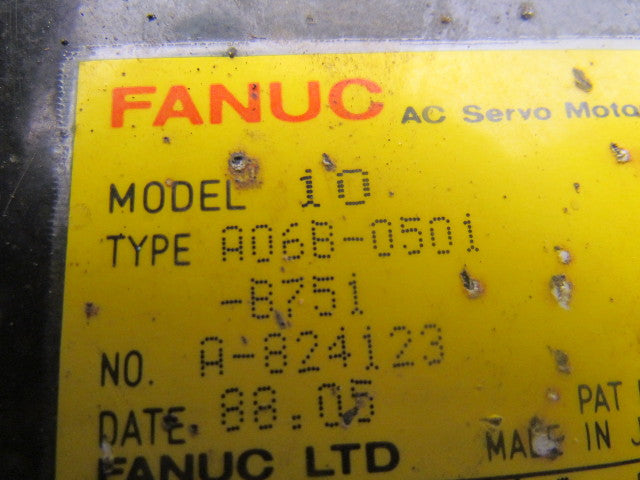 FANUC AC Servo Moto
MODEL 10
TYPE A06B-0501
-B751
NO. A-824123
DATE. 88.05
PAT
MADE IN J
FANUC LTD